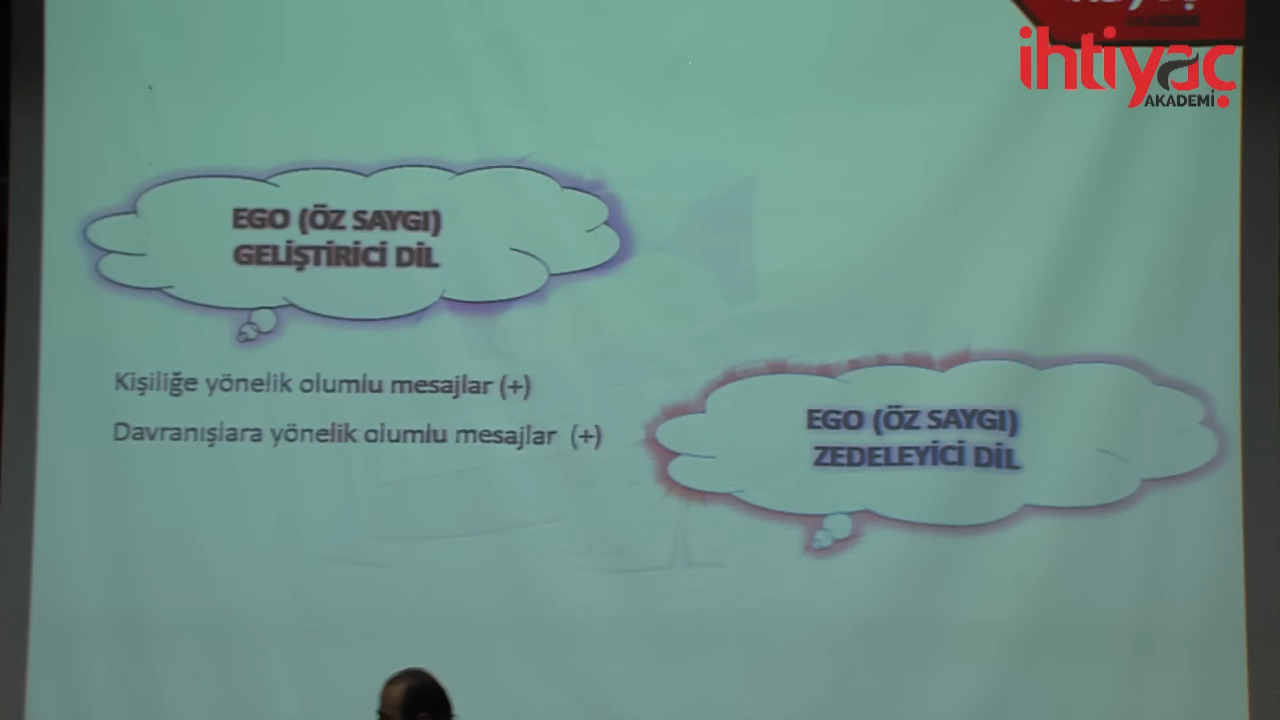 ihtiyaç
AKADEMİ
EGO (ÖZ SAYGI)
GELİŞTİRİCİ DİL
Kişiliğe yönelik olumlu mesajlar (+)
Davranışlara yönelik olumlu mesajlar (+)
EGO (ÖZ SAYGI)
ZEDELEYİCİ DİL